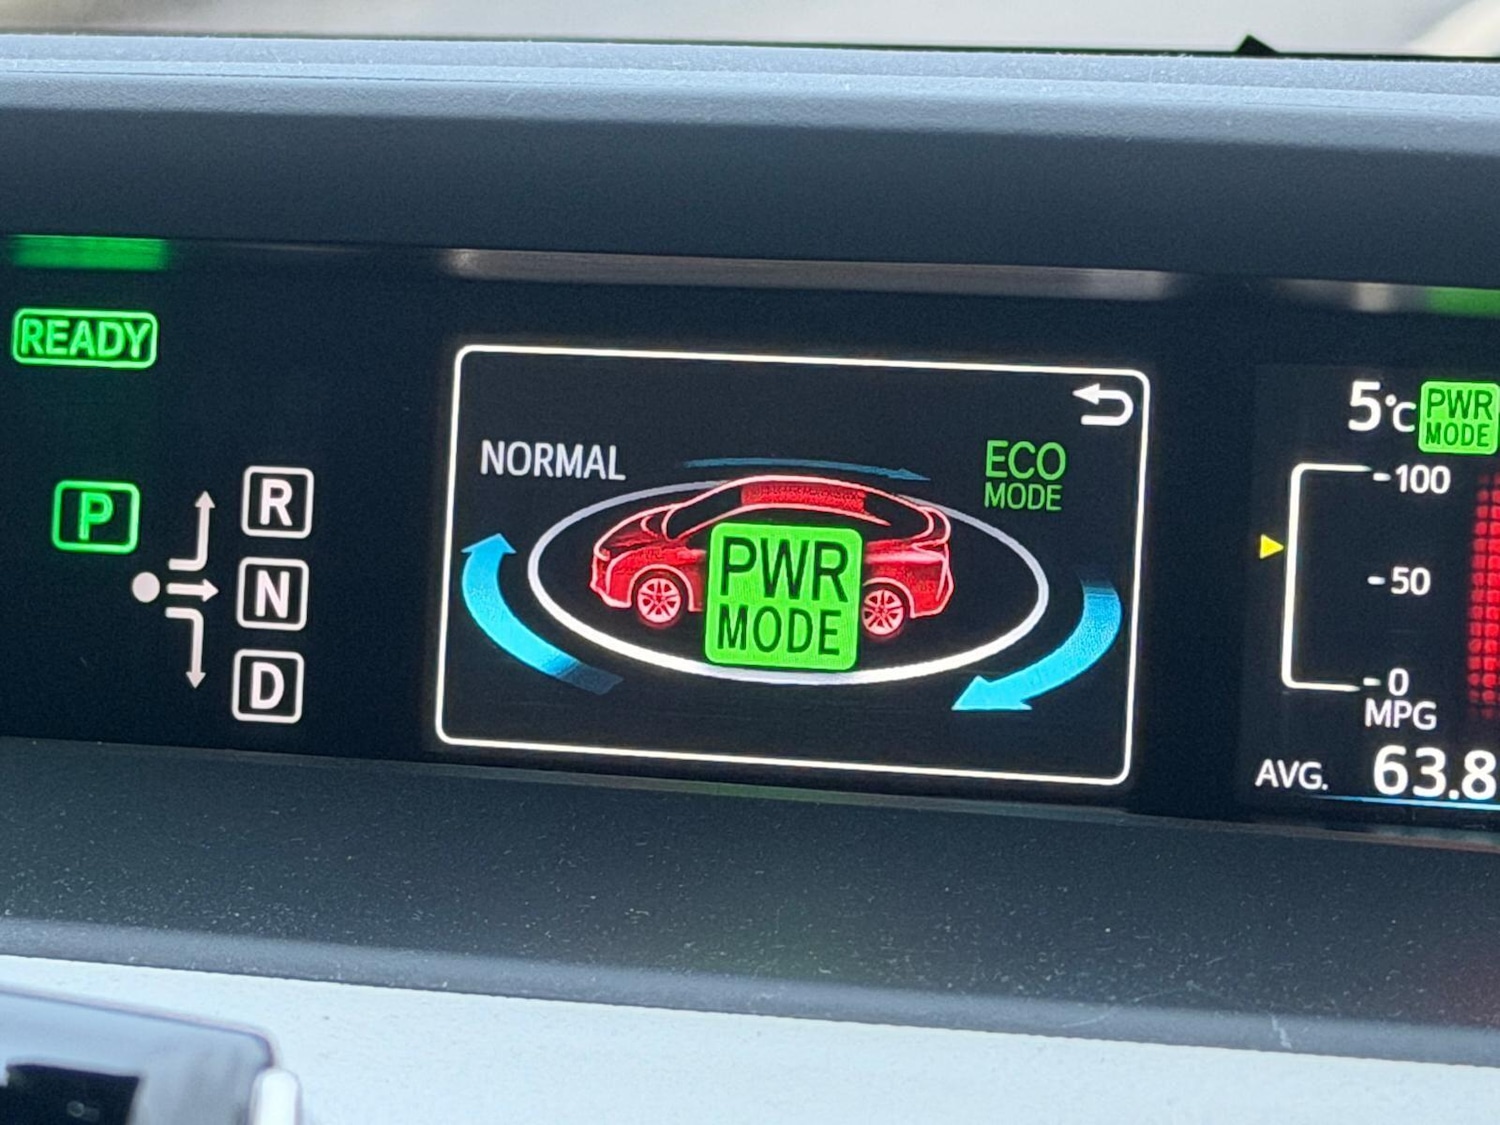 READY
P
R
N
D
NORMAL
ECO
MODE
PWR
MODE
5°C
PWR
MODE
-100
-50
-0
MPG
AVG. 63.8